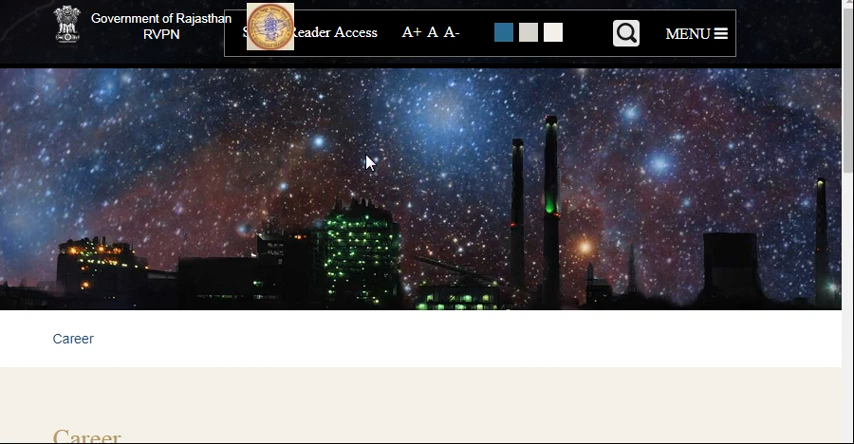 Government of Rajasthan
RVPN
Reader Access
A+ A A-
MENU
Career
Career